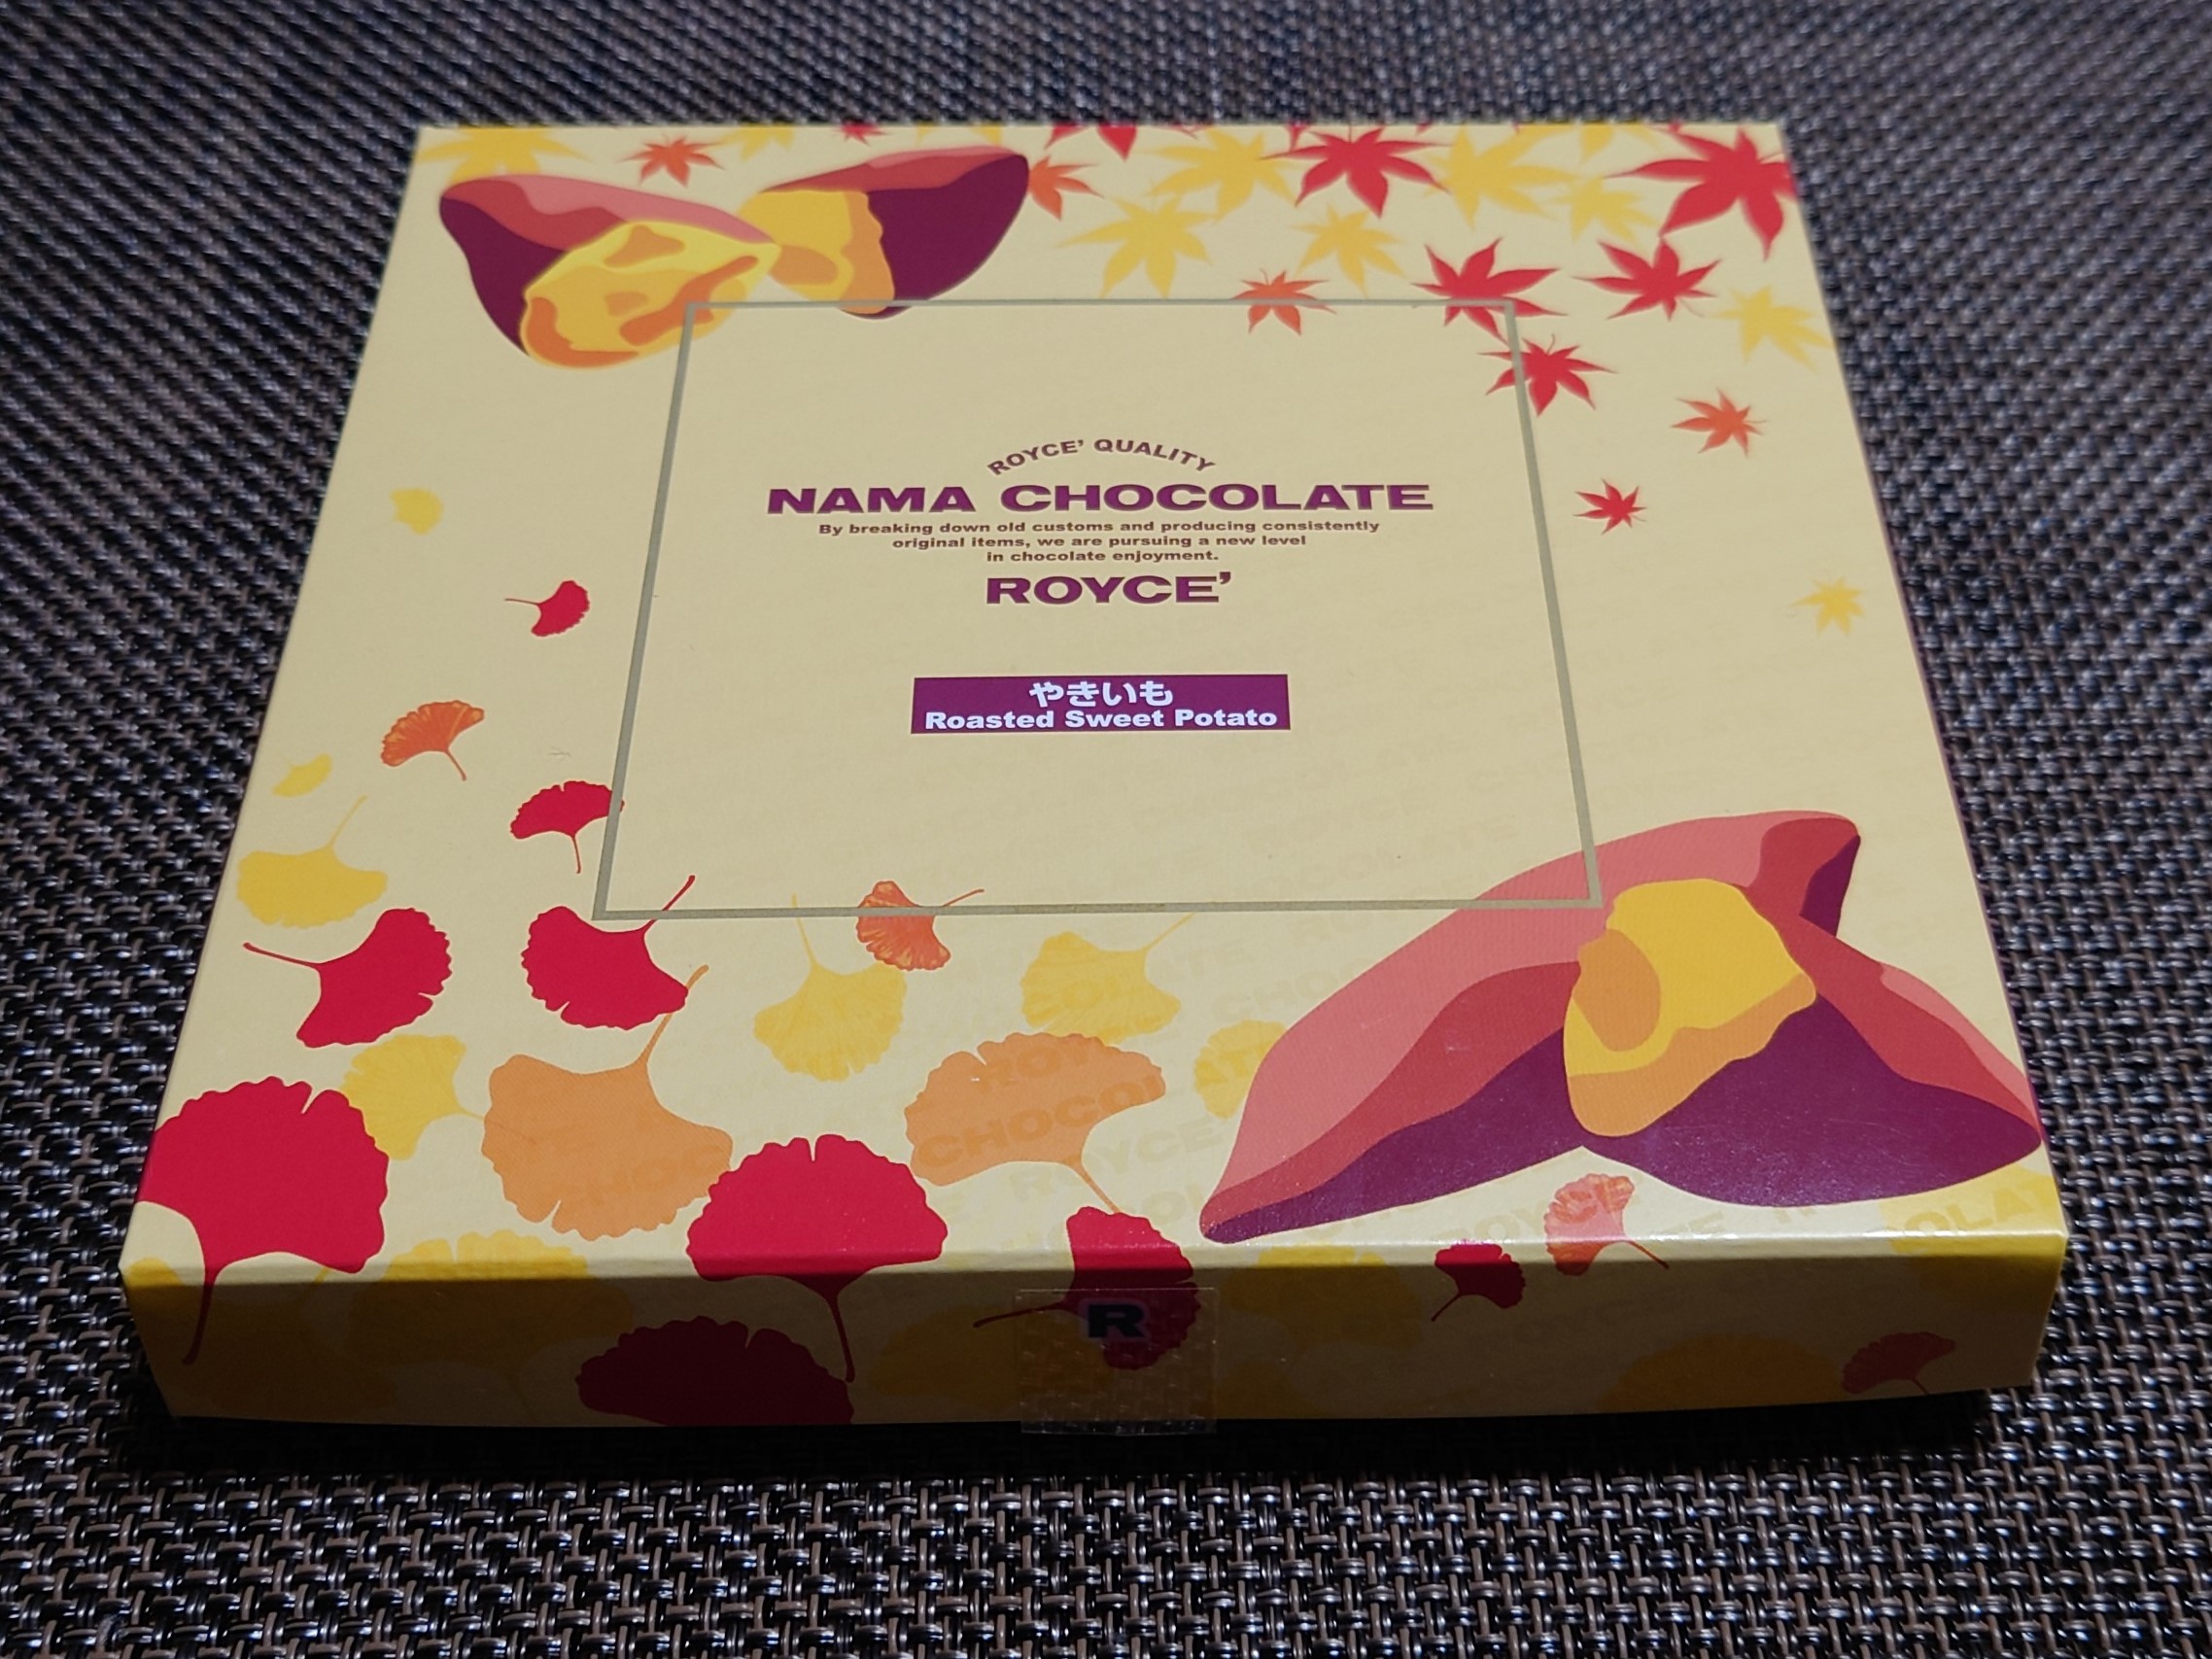 ROYCE' QUALITY
NAMA CHOCOLATE
By breaking down old customs and producing consistently
original items, we are pursuing a new level
in chocolate enjoyment.
ROYCE'
やきいも
Roasted Sweet Potato
R